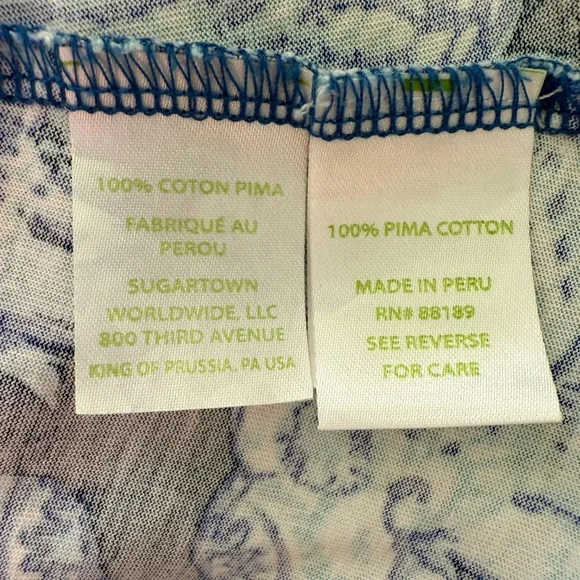 100% COTON PIMA
FABRIQUÉ AU
PEROU
SUGARTOWN
WORLDWIDE, LLC
800 THIRD AVENUE
KING OF PRUSSIA, PA USA
100% PIMA COTTON
MADE IN PERU
RN# 88189
SEE REVERSE
FOR CARE